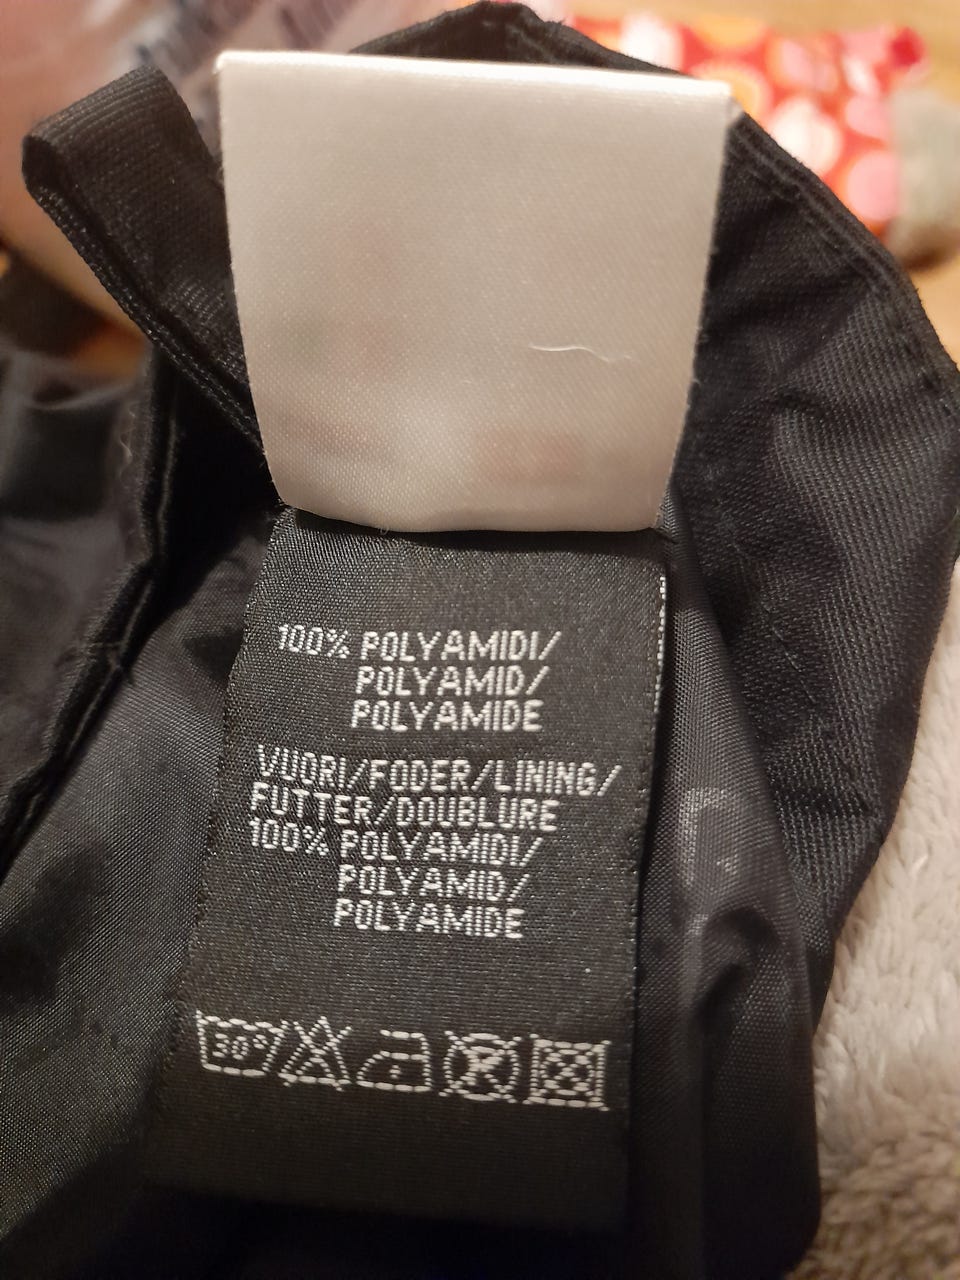 100% POLYAMIDI/
POLYAMID/
POLYAMIDE
VUORI/FODER/LINING/
FUTTER/DOUBLURE
100% POLYAMIDI/
POLYAMID/
POLYAMIDE
30°